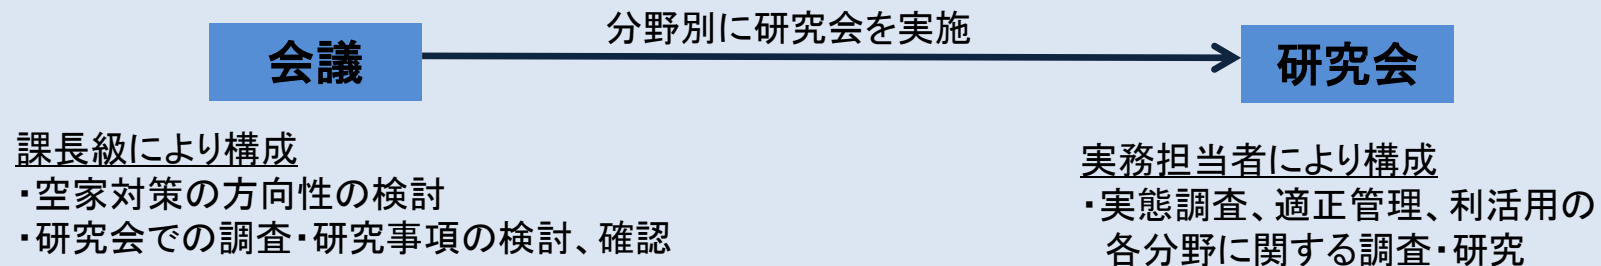 分野別に研究会を実施
会議
研究会
課長級により構成
・空家対策の方向性の検討
・研究会での調査・研究事項の検討、確認
実務担当者により構成
・実態調査、適正管理、利活用の
各分野に関する調査・研究